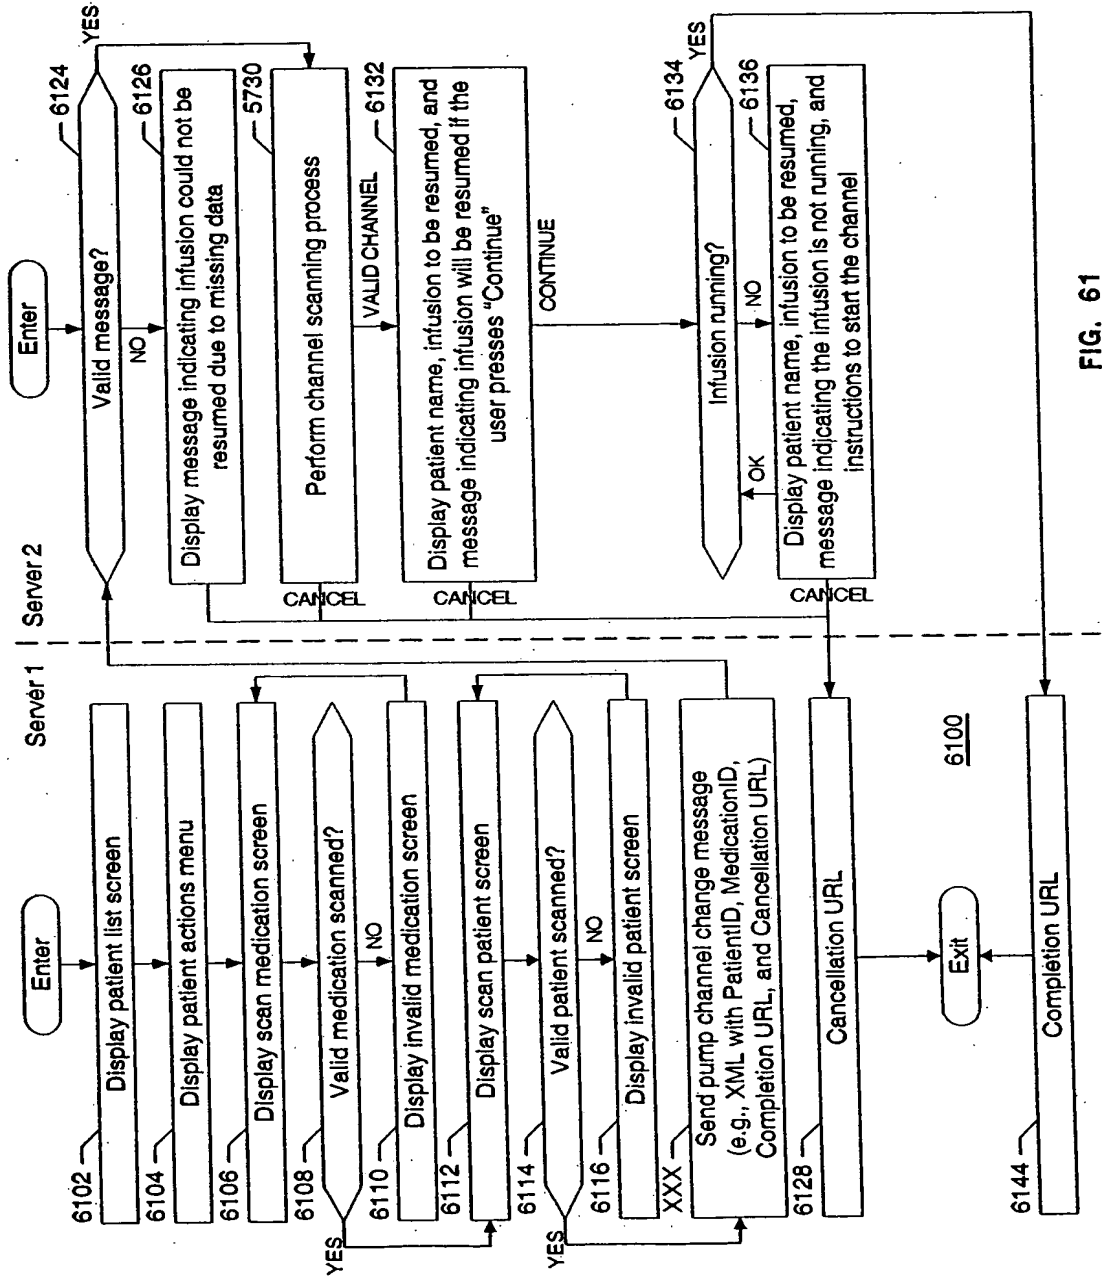 Server 1
Enter
6102
Display patient list screen
6104
Display patient actions menu
6106
Display scan medication screen
6108
Valid medication scanned?
YES
NO
6110
Display invalid medication screen
6112
Display scan patient screen
6114
Valid patient scanned?
YES
NO
6116
Display invalid patient screen
XXX
Send pump channel change message
(e.g., XML with PatientID, MedicationID,
Completion URL, and Cancellation URL)
6128
Cancellation URL
Exit
6100
6144
Completion URL
Server 2
Enter
6124
Valid message?
YES
NO
6126
Display message indicating infusion could not be
resumed due to missing data
5730
Perform channel scanning process
CANCEL
VALID CHANNEL
6132
Display patient name, infusion to be resumed, and
message indicating infusion will be resumed if the
user presses “Continue”
CANCEL
CONTINUE
6134
Infusion running?
YES
NO
OK
6136
Display patient name, infusion to be resumed,
message indicating the infusion is not running, and
instructions to start the channel
CANCEL
FIG. 61